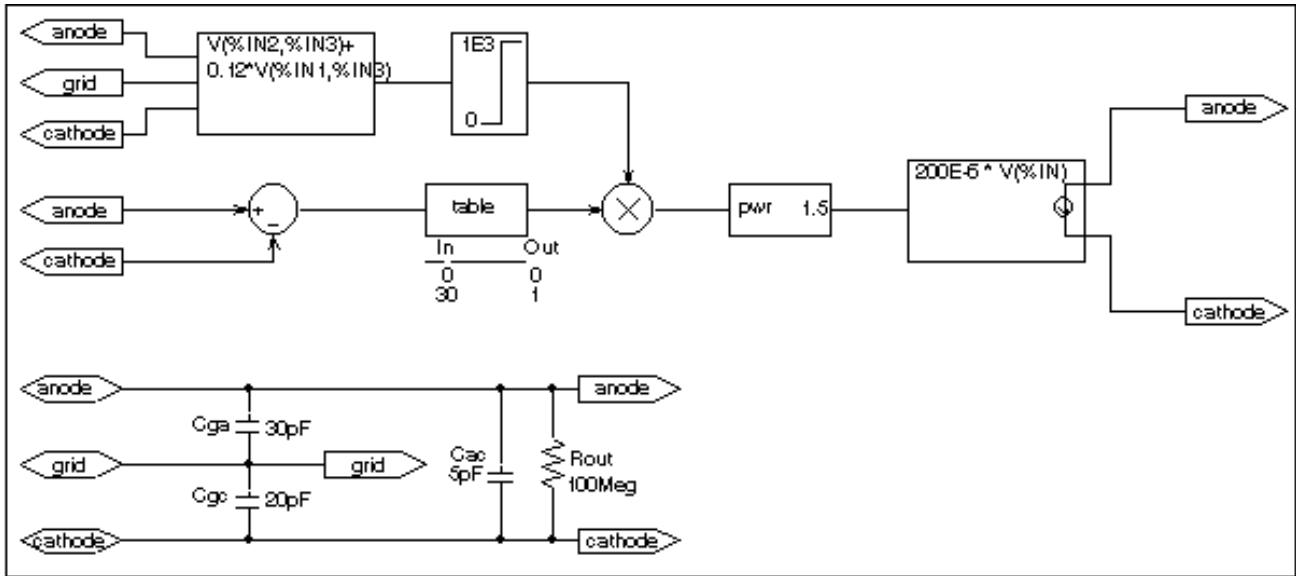 anode
grid
cathode
V(%IN2,%IN3)+
0.12*V(%IN1,%IN3)
1E3
0
anode
cathode
+
−
table
In Out
0 0
30 1
pwr 1.5
200E-6 * V(%IN)
anode
cathode
anode
grid
cathode
Cga 30pF
Cgc 20pF
grid
Cac
5pF
Rout
100Meg
anode
cathode